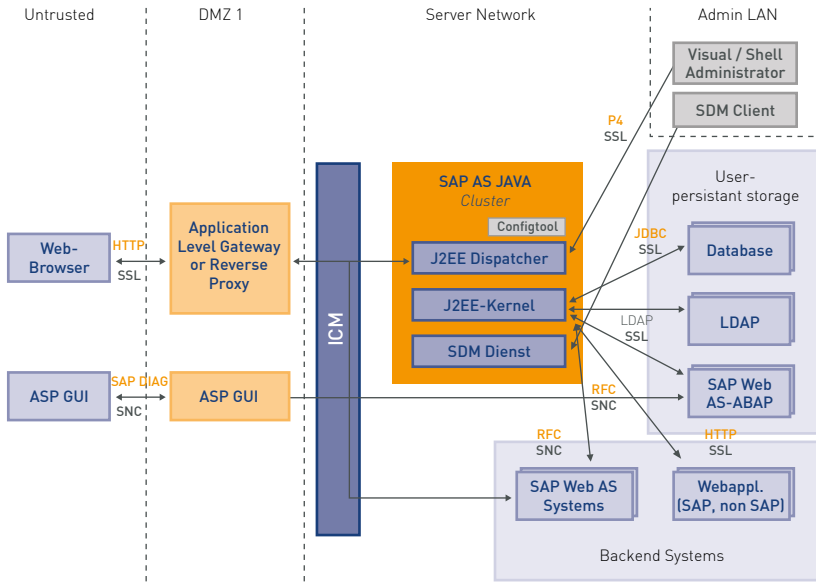 Untrusted
DMZ 1
Server Network
Admin LAN
Visual / Shell
Administrator
SDM Client
P4
SSL
User-
persistant storage
SAP AS JAVA
Cluster
Configtool
J2EE Dispatcher
J2EE-Kernel
SDM Dienst
Application
Level Gateway
or Reverse
Proxy
Web-
Browser
HTTP
SSL
ICM
JDBC
SSL
Database
LDAP
SSL
LDAP
SAP Web
AS-ABAP
ASP GUI
SAP DIAG
SNC
ASP GUI
RFC
SNC
RFC
SNC
HTTP
SSL
SAP Web AS
Systems
Webappl.
(SAP, non SAP)
Backend Systems